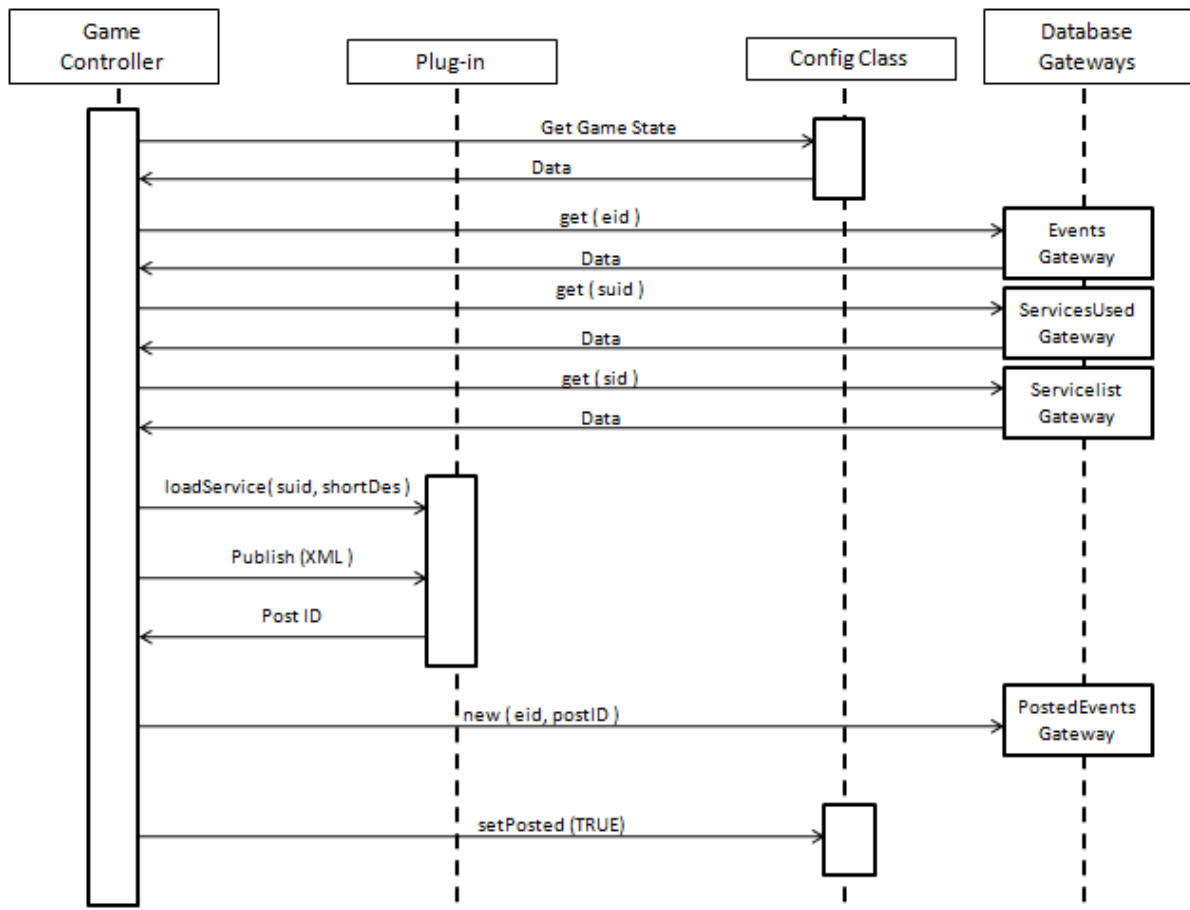 Game
Controller
Plug-in
Config Class
Database
Gateways
Get Game State
Data
get ( eid )
Events
Gateway
Data
get ( suid )
ServicesUsed
Gateway
Data
get ( sid )
Servicelist
Gateway
Data
loadService( suid, shortDes )
Publish (XML )
Post ID
new ( eid, postID )
PostedEvents
Gateway
setPosted (TRUE)